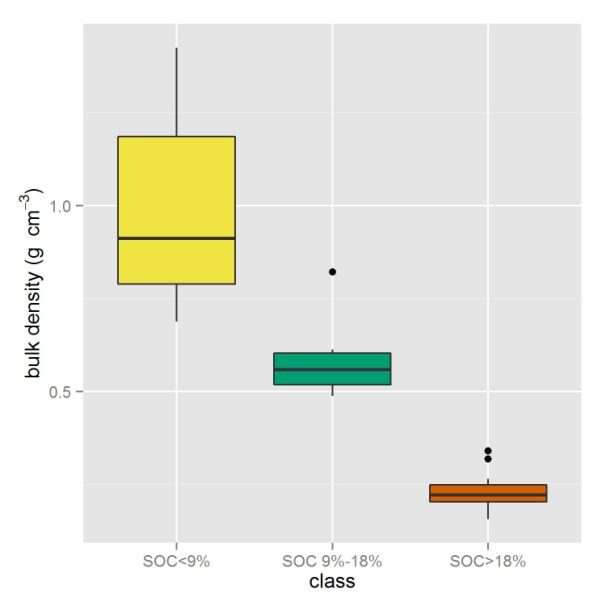 bulk density (g cm⁻³)
1.0
0.5
SOC<9% SOC 9%-18% SOC>18%
class